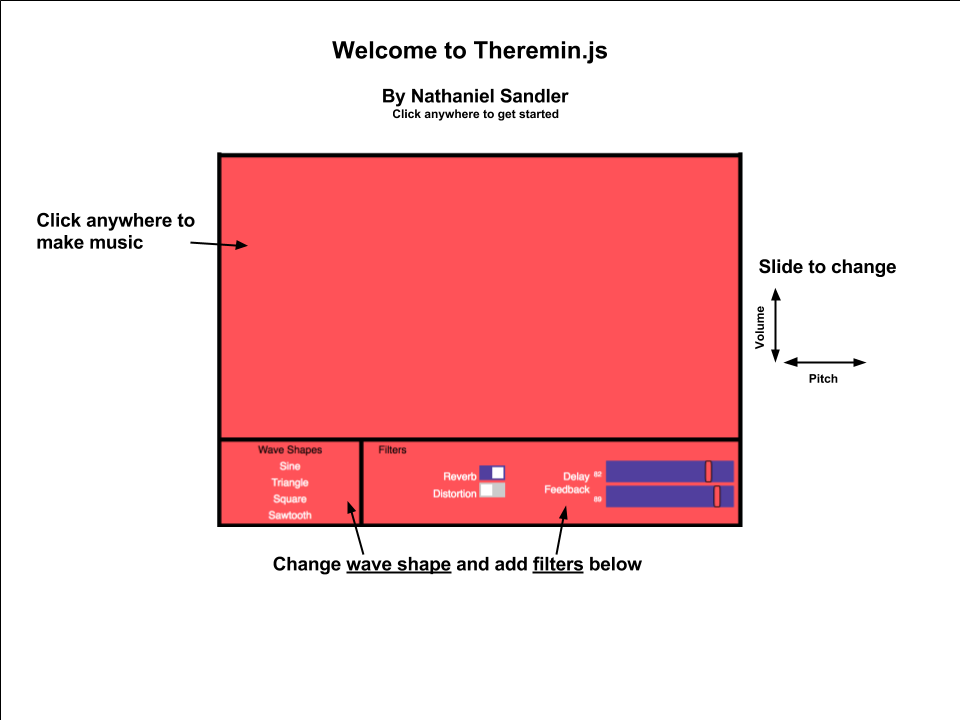 Welcome to Theremin.js
By Nathaniel Sandler
Click anywhere to get started
Click anywhere to
make music
Slide to change
Volume
Pitch
Wave Shapes
Sine
Triangle
Square
Sawtooth
Filters
Reverb
Distortion
Delay 82
Feedback 89
Change wave shape and add filters below